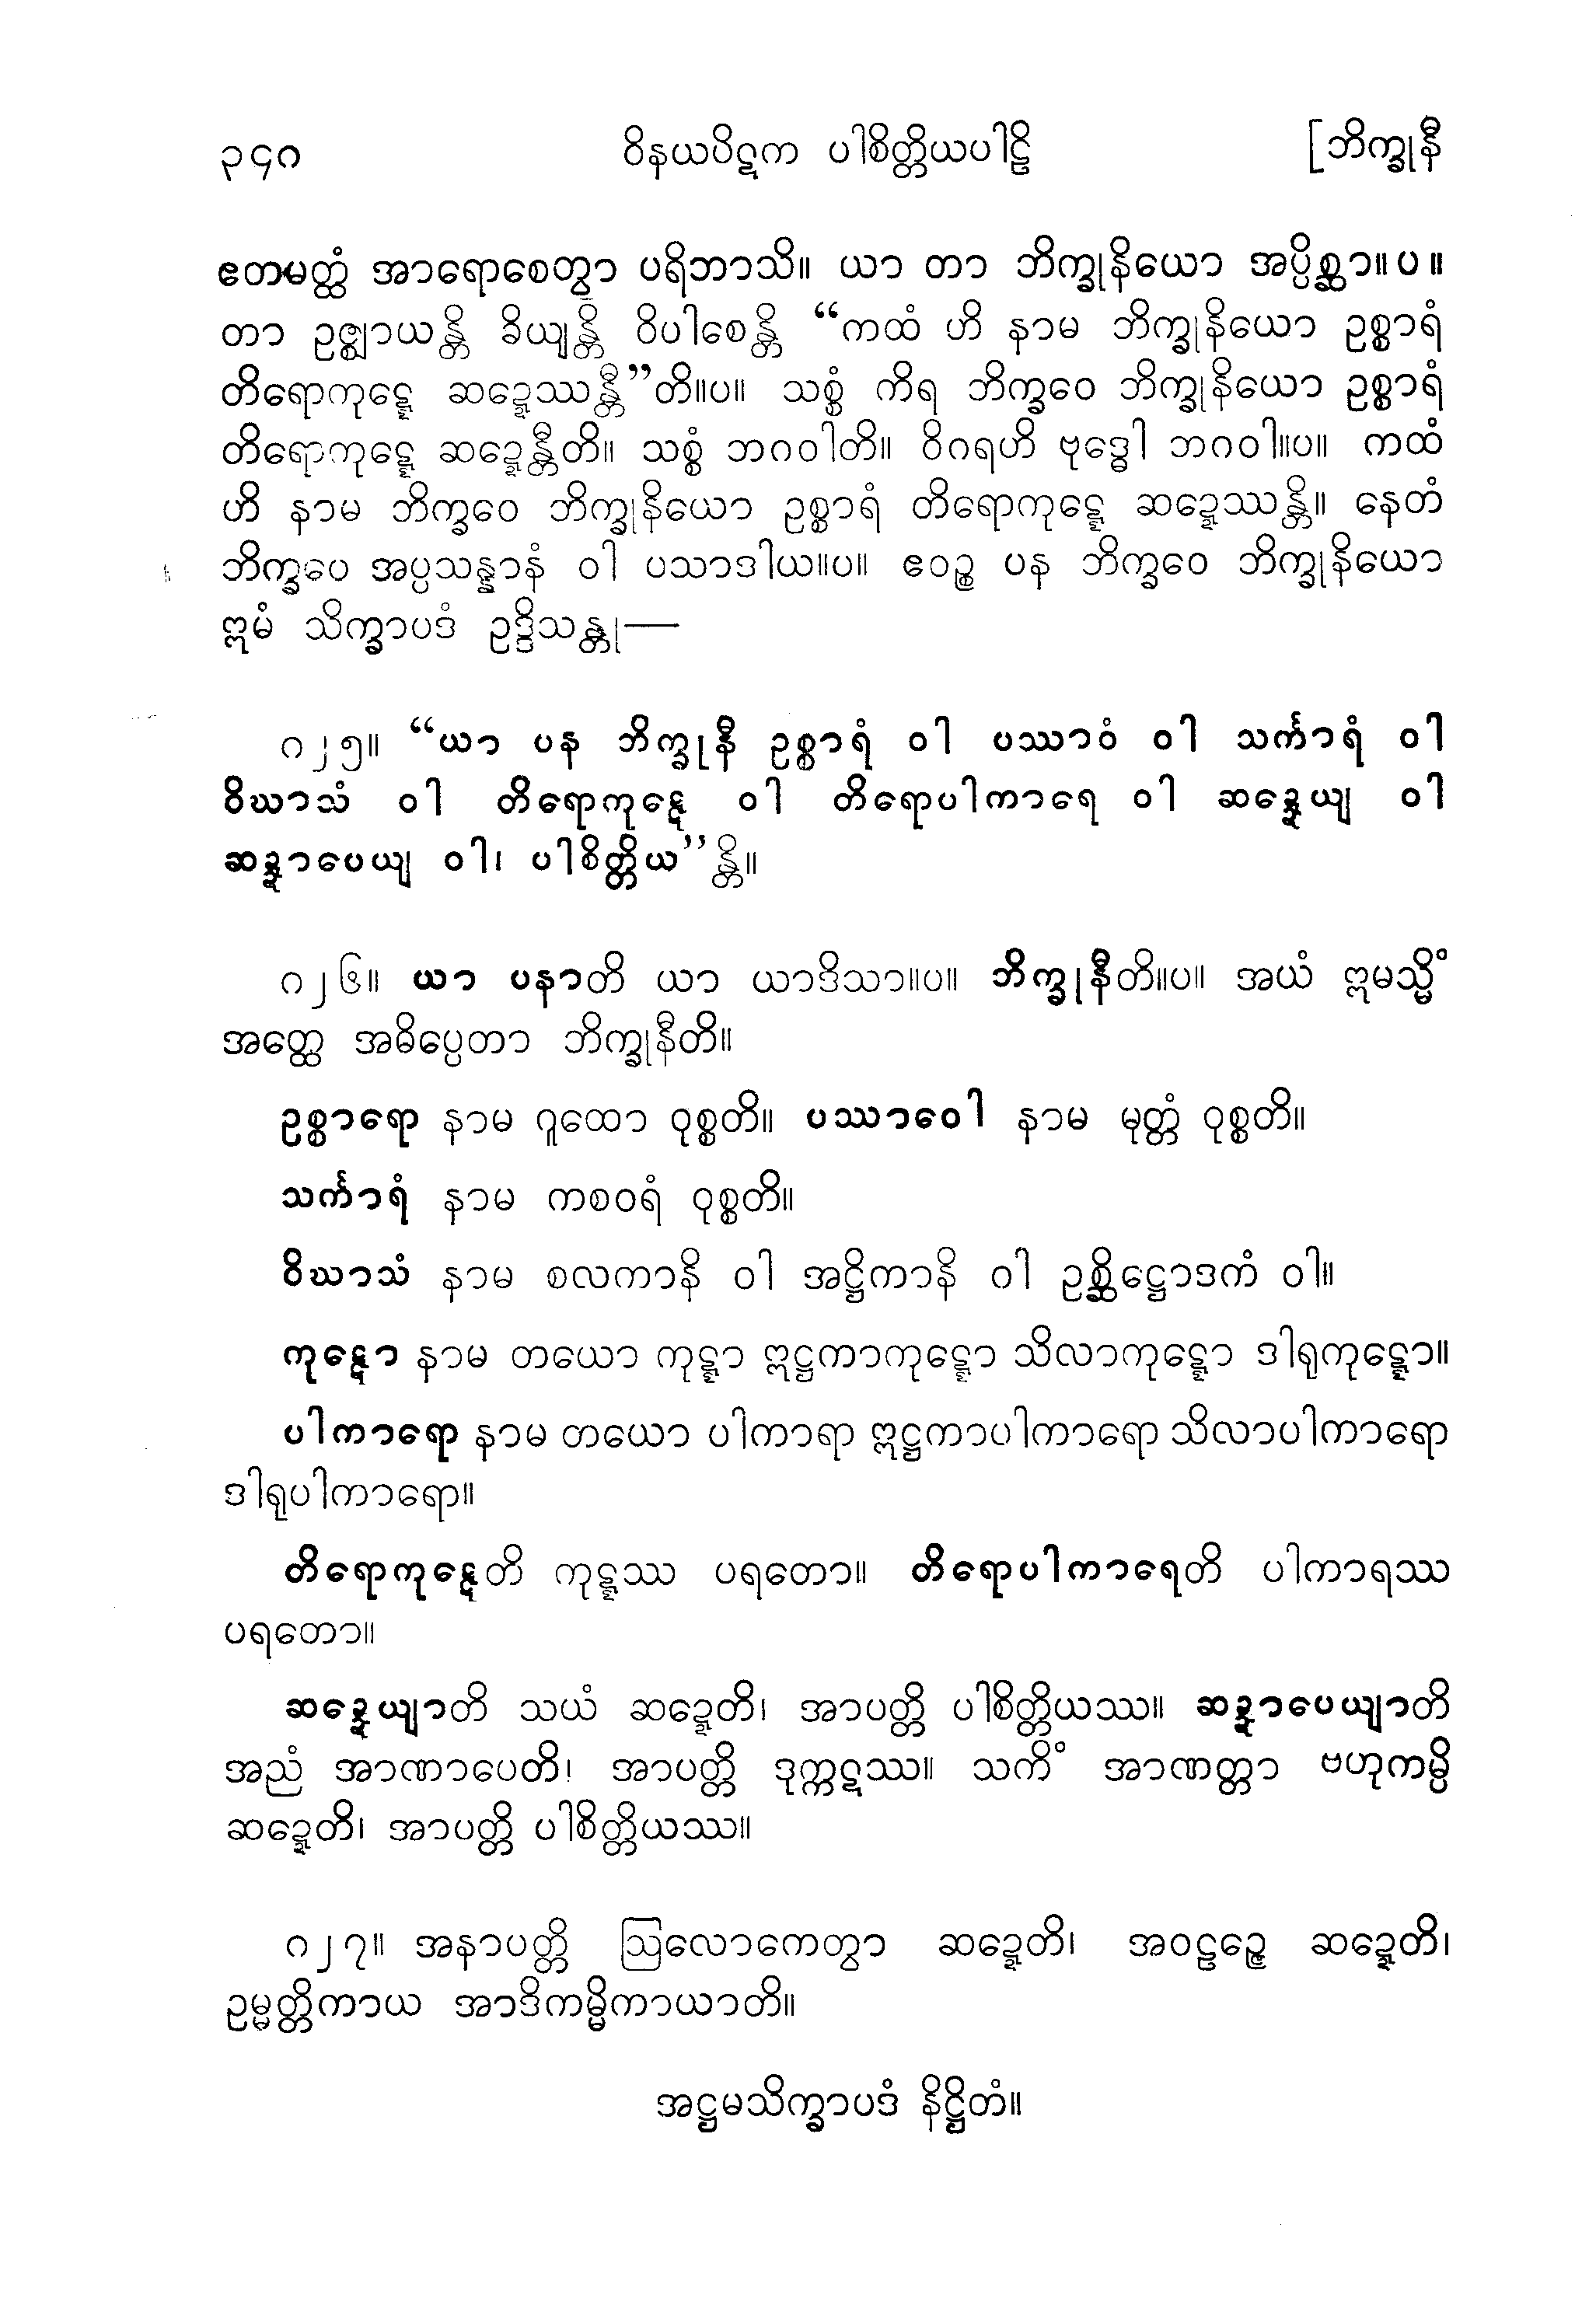 ၃၄၈ ဝိနယပိဋက ပါစိတ္တိယပါဠိ [ဘိက္ခုနီ
ဧတမတ္ထံ အာရောစေတွာ ပရိဘာသိ။ ယာ တာ ဘိက္ခုနိယော အပ္ပိစ္ဆာ။ပ။
တာ ဥဇ္ဈာယန္တိ ခိယျန္တိ ဝိပါစေန္တိ “ကထံ ဟိ နာမ ဘိက္ခုနိယော ဥစ္စာရံ
တိရောကုဋ္ဋေ ဆဍ္ဍေဿန္တီ”တိ။ပ။ သစ္စံ ကိရ ဘိက္ခဝေ ဘိက္ခုနိယော ဥစ္စာရံ
တိရောကုဋ္ဋေ ဆဍ္ဍေန္တီတိ။ သစ္စံ ဘဂဝါတိ။ ဝိဂရဟိ ဗုဒ္ဓေါ ဘဂဝါ။ပ။ ကထံ
ဟိ နာမ ဘိက္ခဝေ ဘိက္ခုနိယော ဥစ္စာရံ တိရောကုဋ္ဋေ ဆဍ္ဍေဿန္တိ။ နေတံ
ဘိက္ခပေ အပ္ပသန္နာနံ ဝါ ပသာဒါယ။ပ။ ဧဝဉ္စ ပန ဘိက္ခဝေ ဘိက္ခုနိယော
ဣမံ သိက္ခာပဒံ ဥဒ္ဒိသန္တု—
၈၂၅။ “ယာ ပန ဘိက္ခုနီ ဥစ္စာရံ ဝါ ပဿာဝံ ဝါ သင်္ကာရံ ဝါ
ဝိဃာသံ ဝါ တိရောကုဋ္ဋေ ဝါ တိရောပါကာရေ ဝါ ဆဍ္ဍေယျ ဝါ
ဆဍ္ဍာပေယျ ဝါ၊ ပါစိတ္တိယ”န္တိ။
၈၂၆။ ယာ ပနာတိ ယာ ယာဒိသာ။ပ။ ဘိက္ခုနီတိ။ပ။ အယံ ဣမသ္မိံ
အတ္ထေ အဓိပ္ပေတာ ဘိက္ခုနီတိ။
ဥစ္စာရော နာမ ဂူထော ဝုစ္စတိ။ ပဿာဝေါ နာမ မုတ္တံ ဝုစ္စတိ။
သင်္ကာရံ နာမ ကစဝရံ ဝုစ္စတိ။
ဝိဃာသံ နာမ စလကာနိ ဝါ အဋ္ဌိကာနိ ဝါ ဥစ္ဆိဋ္ဌောဒကံ ဝါ။
ကုဋ္ဋော နာမ တယော ကုဋ္ဋာ ဣဋ္ဌကာကုဋ္ဋော သိလာကုဋ္ဋော ဒါရုကုဋ္ဋော။
ပါကာရော နာမ တယော ပါကာရာ ဣဋ္ဌကာပါကာရော သိလာပါကာရော
ဒါရုပါကာရော။
တိရောကုဋ္ဋေတိ ကုဋ္ဋဿ ပရတော။ တိရောပါကာရေတိ ပါကာရဿ
ပရတော။
ဆဍ္ဍေယျာတိ သယံ ဆဍ္ဍေတိ၊ အာပတ္တိ ပါစိတ္တိယဿ။ ဆဍ္ဍာပေယျာတိ
အညံ အာဏာပေတိ၊ အာပတ္တိ ဒုက္ကဋဿ။ သကိံ အာဏတ္တာ ဗဟုကမ္ပိ
ဆဍ္ဍေတိ၊ အာပတ္တိ ပါစိတ္တိယဿ။
၈၂၇။ အနာပတ္တိ ဩလောကေတွာ ဆဍ္ဍေတိ၊ အဝဠဉ္ဇေ ဆဍ္ဍေတိ၊
ဥမ္မတ္တိကာယ အာဒိကမ္မိကာယာတိ။
အဋ္ဌမသိက္ခာပဒံ နိဋ္ဌိတံ။